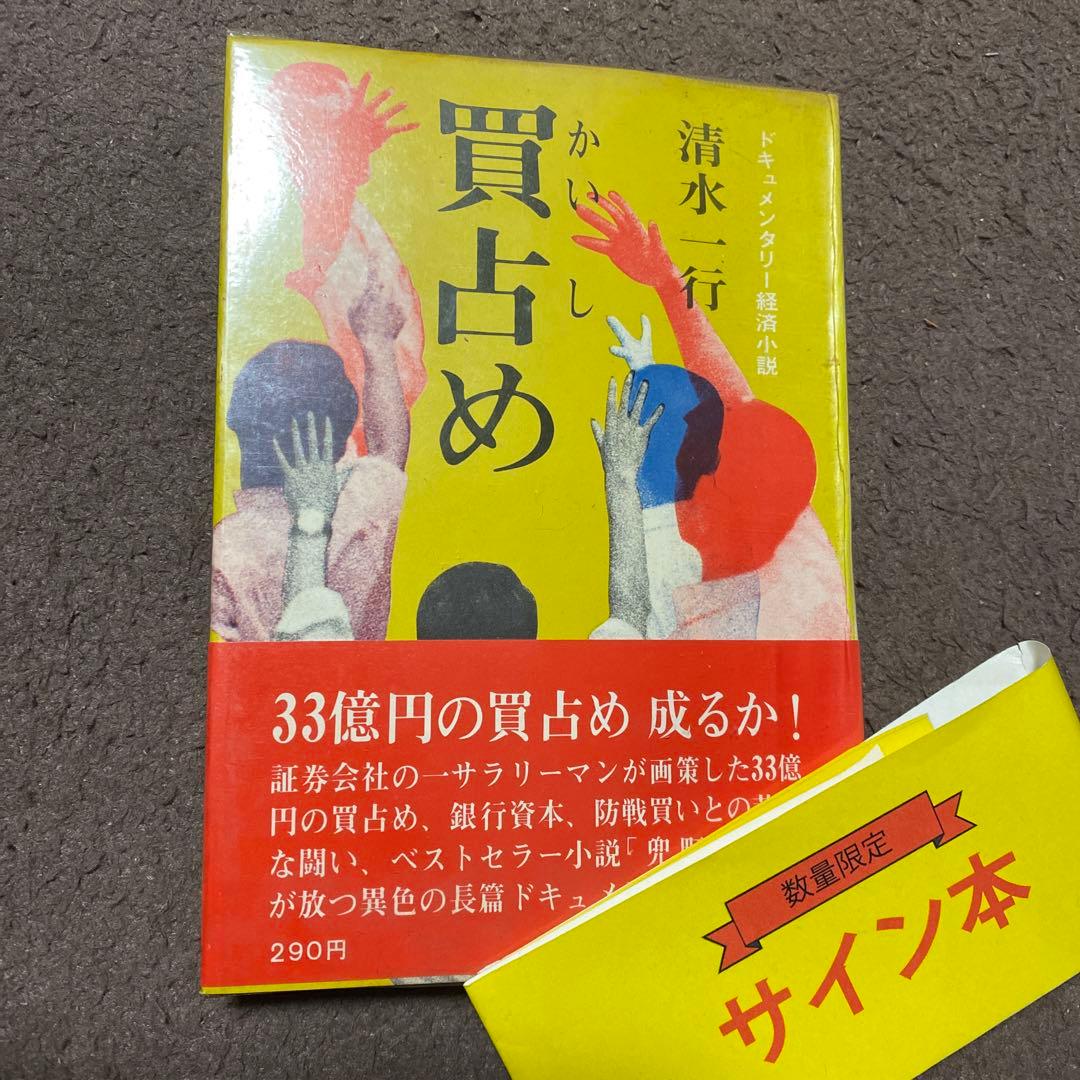 ドキュメンタリー経済小説
清水一行
かいし
買占め
33億円の買占め 成るか!
証券会社の一サラリーマンが画策した33億
円の買占め、銀行資本、防戦買いとの
な闘い、ベストセラー小説「兜
が放つ異色の長篇ドキュメ
290円
数量限定
サイン本